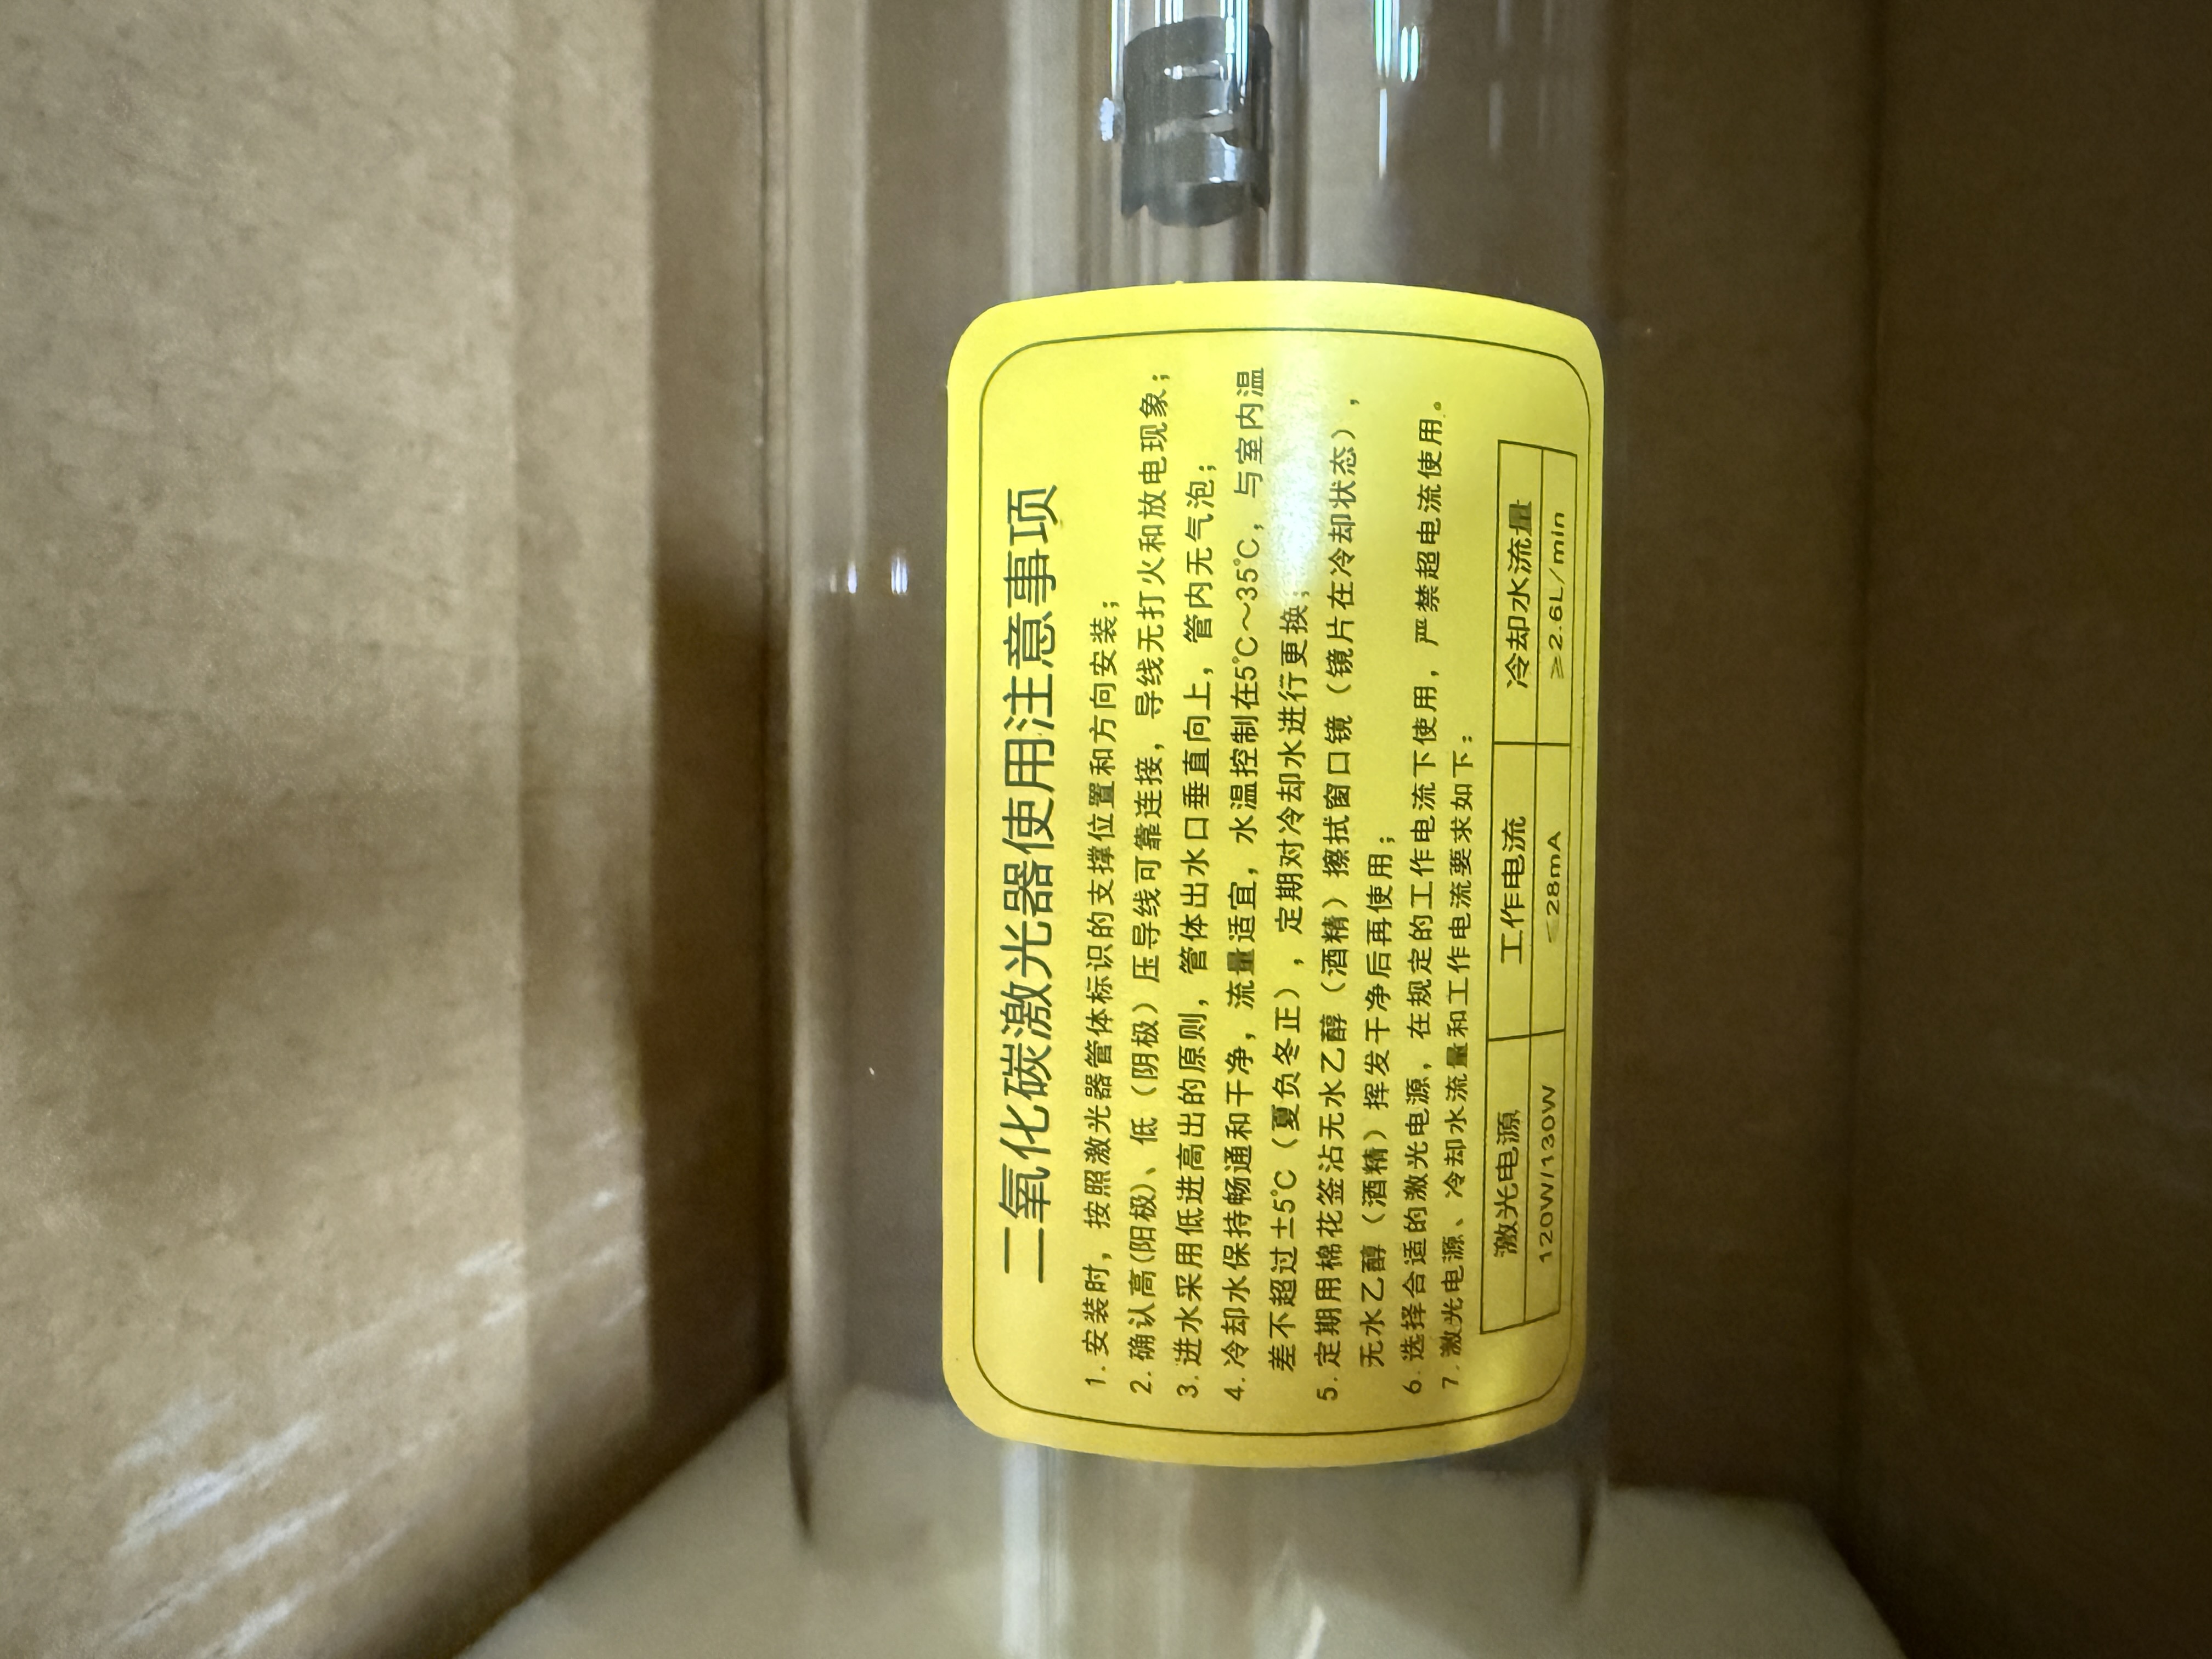 二氧化碳激光器使用注意事项
1.安装时，按照激光器管体标识的支撑位置和方向安装；
2.确认高(阳极)、低（阴极）压导线可靠连接，导线无打火和放电现象；
3.进水采用低进高出的原则，管体出水口垂直向上，管内无气泡；
4.冷却水保持畅通和干净，流量适宜，水温控制在5℃～35℃，与室内温
差不超过±5℃（夏负冬正），定期对冷却水进行更换；
5.定期用棉花签沾无水乙醇（酒精）擦拭窗口镜（镜片在冷却状态），
无水乙醇（酒精）挥发干净后再使用；
6.选择合适的激光电源，在规定的工作电流下使用，严禁超电流使用。
7.激光电源、冷却水流量和工作电流要求如下：
激光电源 工作电流 冷却水流量
120W/130W ≤28mA ≥2.6L/min